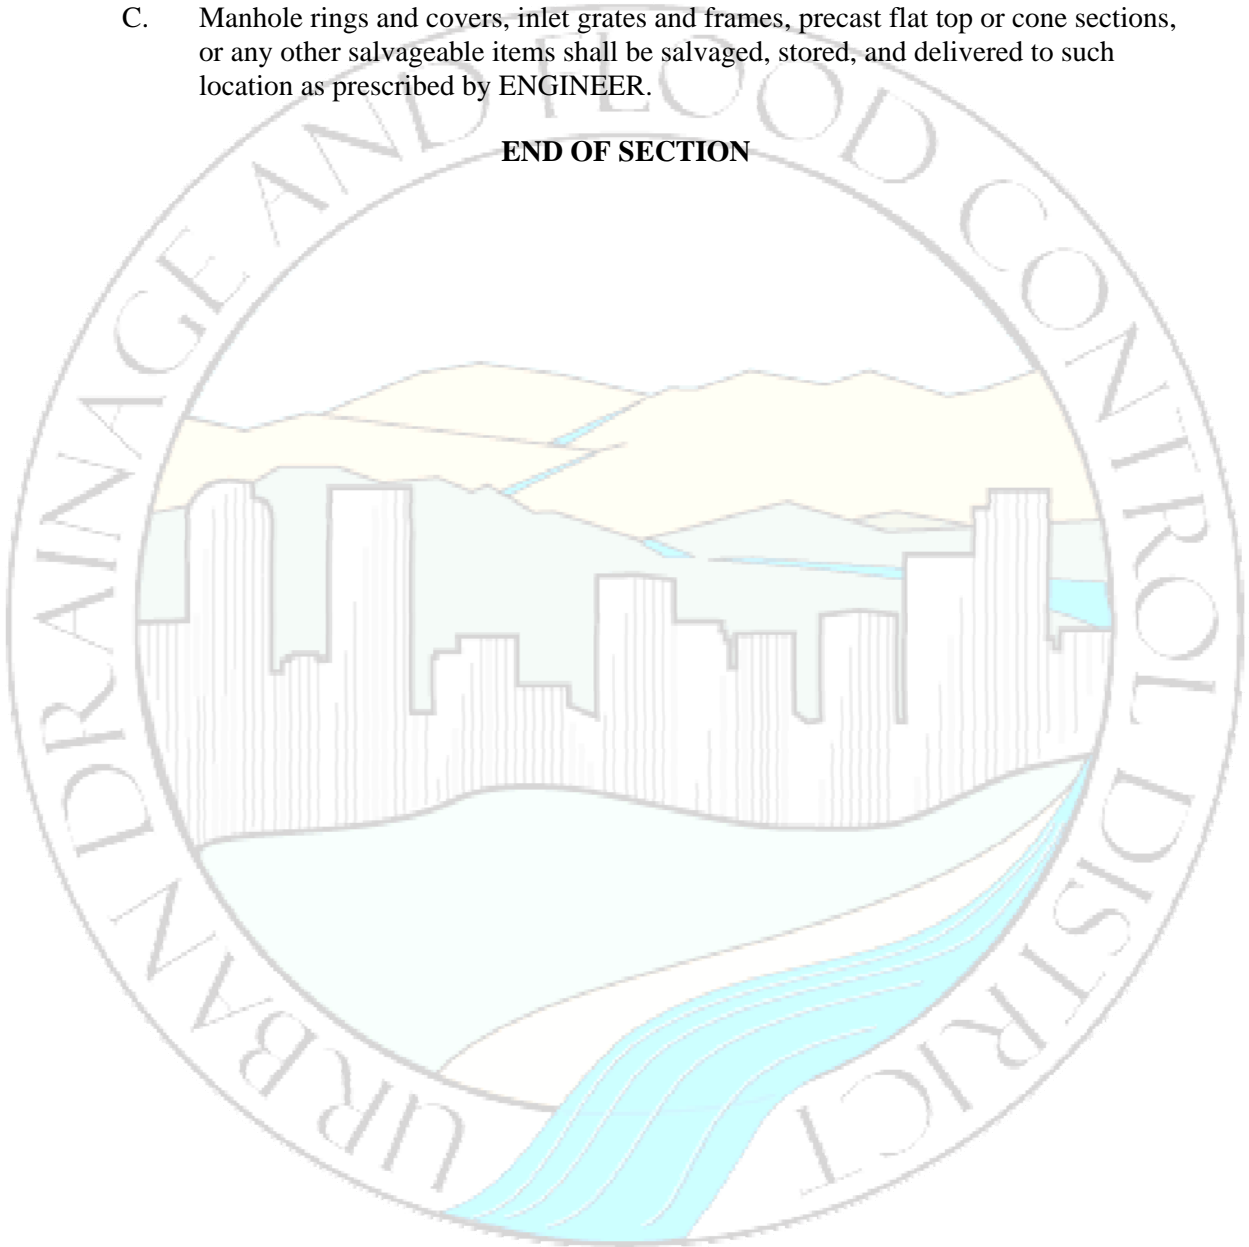 C. Manhole rings and covers, inlet grates and frames, precast flat top or cone sections,
or any other salvageable items shall be salvaged, stored, and delivered to such
location as prescribed by ENGINEER.
END OF SECTION
URBAN DRAINAGE AND FLOOD CONTROL DISTRICT